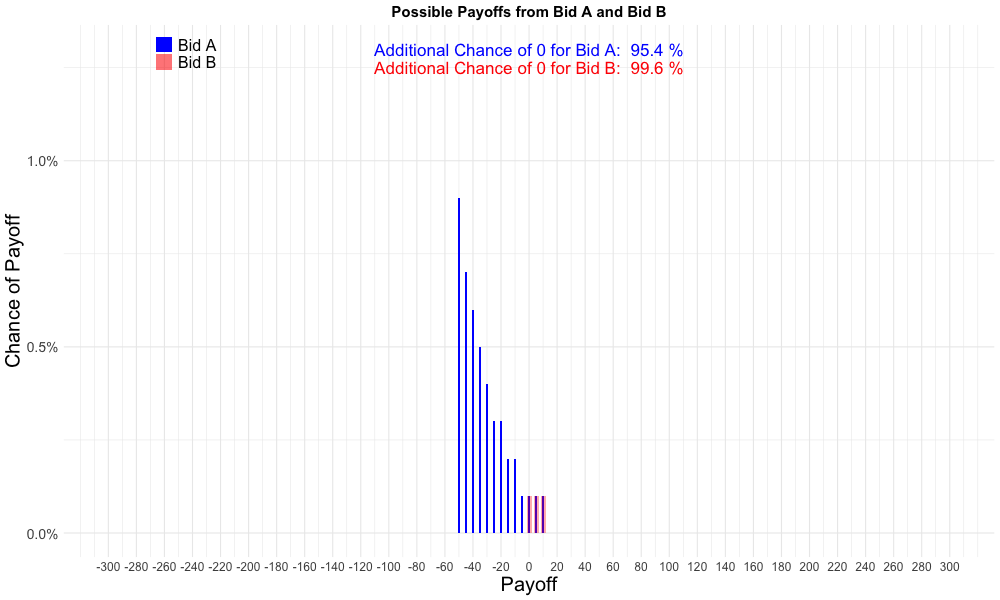 Possible Payoffs from Bid A and Bid B
Bid A
Bid B
Additional Chance of 0 for Bid A: 95.4 %
Additional Chance of 0 for Bid B: 99.6 %
Chance of Payoff
1.0%
0.5%
0.0%
-300 -280 -260 -240 -220 -200 -180 -160 -140 -120 -100 -80 -60 -40 -20 0 20 40 60 80 100 120 140 160 180 200 220 240 260 280 300
Payoff